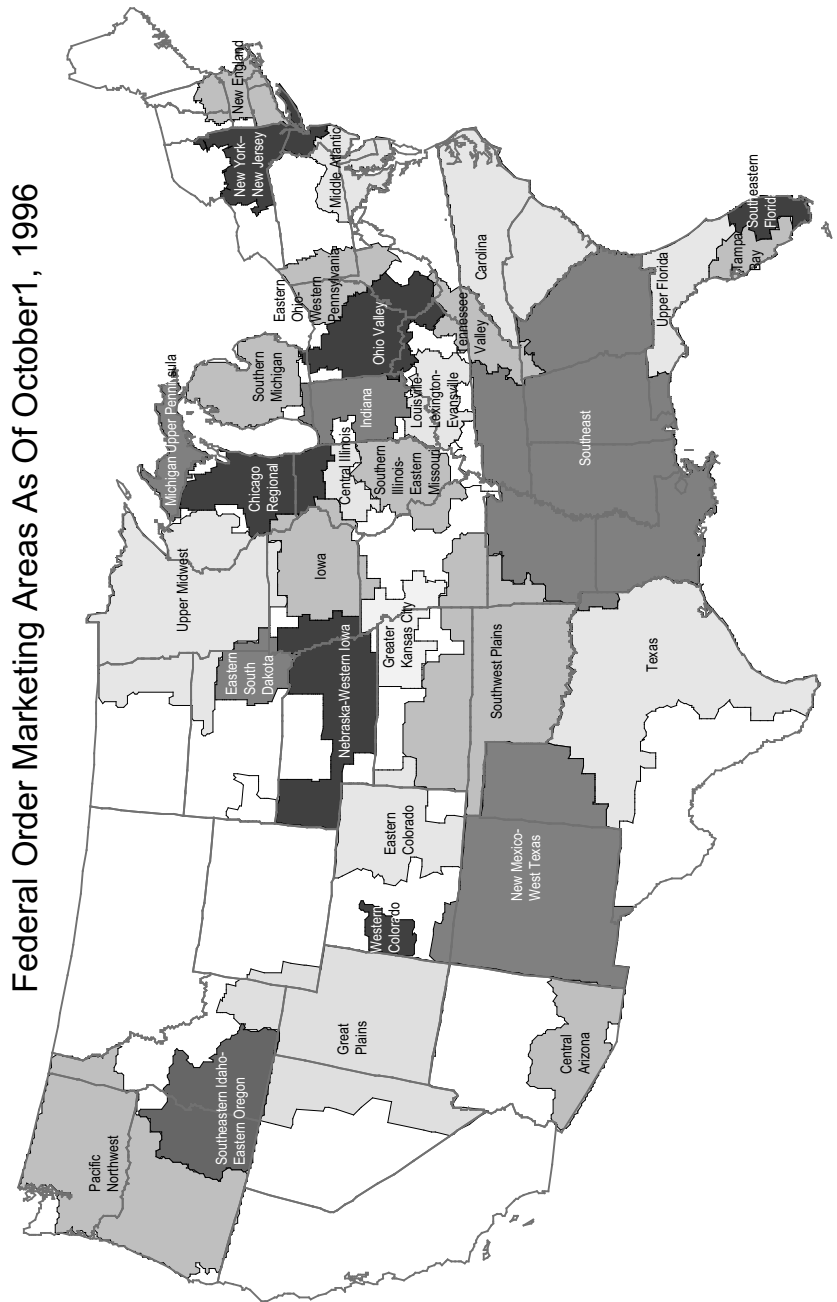 Federal Order Marketing Areas As Of October1, 1996
Pacific
Northwest
Southeastern Idaho-
Eastern Oregon
Great
Plains
Central
Arizona
Western
Colorado
Eastern
Colorado
New Mexico-
West Texas
Texas
Southwest Plains
Greater
Kansas City
Nebraska-Western Iowa
Eastern
South
Dakota
Upper Midwest
Iowa
Chicago
Regional
Michigan Upper Penninsula
Southern
Michigan
Central Illinois
Southern
Illinois-
Eastern
Missouri
Indiana
Louisville-
Lexington-
Evansville
Ohio Valley
Eastern
Ohio-
Western
Pennsylvania
Tennessee
Valley
Southeast
Carolina
Upper Florida
Tampa
Bay
Southeastern
Florida
Middle Atlantic
New York–
New Jersey
New England